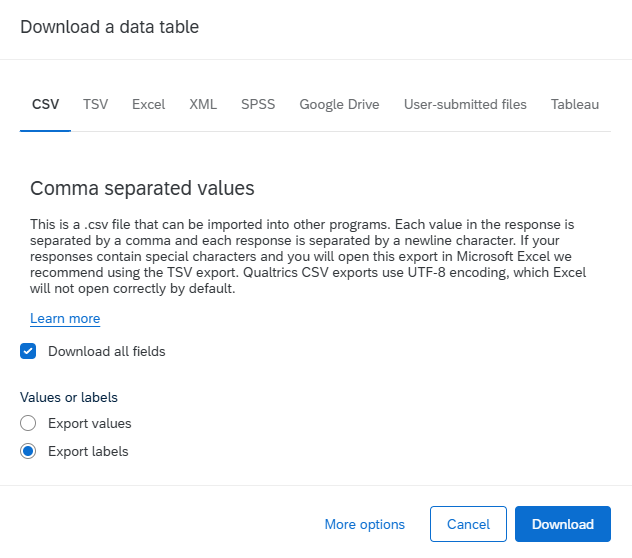 Download a data table
CSV TSV Excel XML SPSS Google Drive User-submitted files Tableau
Comma separated values
This is a .csv file that can be imported into other programs. Each value in the response is
separated by a comma and each response is separated by a newline character. If your
responses contain special characters and you will open this export in Microsoft Excel we
recommend using the TSV export. Qualtrics CSV exports use UTF-8 encoding, which Excel
will not open correctly by default.
Learn more
Download all fields
Values or labels
Export values
Export labels
More options Cancel Download